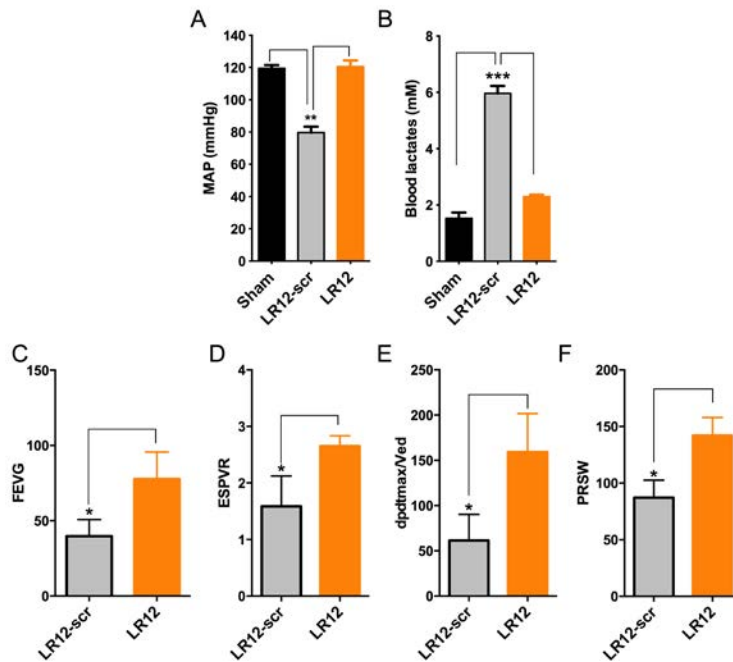 A
MAP (mmHg)
140
120
100
80
60
40
20
0
**
Sham
LR12-scr
LR12
B
Blood lactates (mM)
8
6
4
2
0
***
Sham
LR12-scr
LR12
C
FEVG
150
100
50
0
*
LR12-scr
LR12
D
ESPVR
4
3
2
1
0
*
LR12-scr
LR12
E
dpdtmax/Ved
250
200
150
100
50
0
*
LR12-scr
LR12
F
PRSW
200
150
100
50
0
*
LR12-scr
LR12